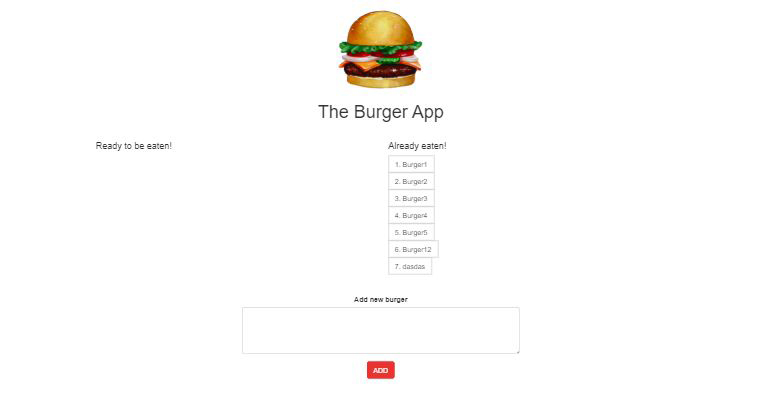 The Burger App
Ready to be eaten!
Already eaten!
1. Burger1
2. Burger2
3. Burger3
4. Burger4
5. Burger5
6. Burger12
7. dasdas
Add new burger
ADD